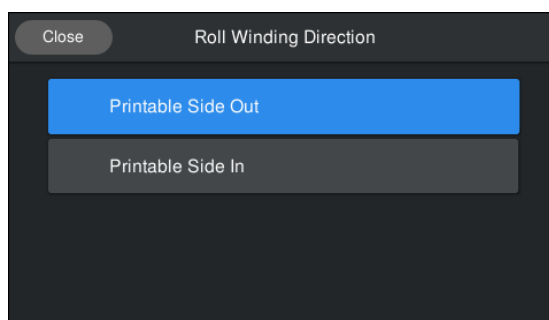 Close
Roll Winding Direction
Printable Side Out
Printable Side In